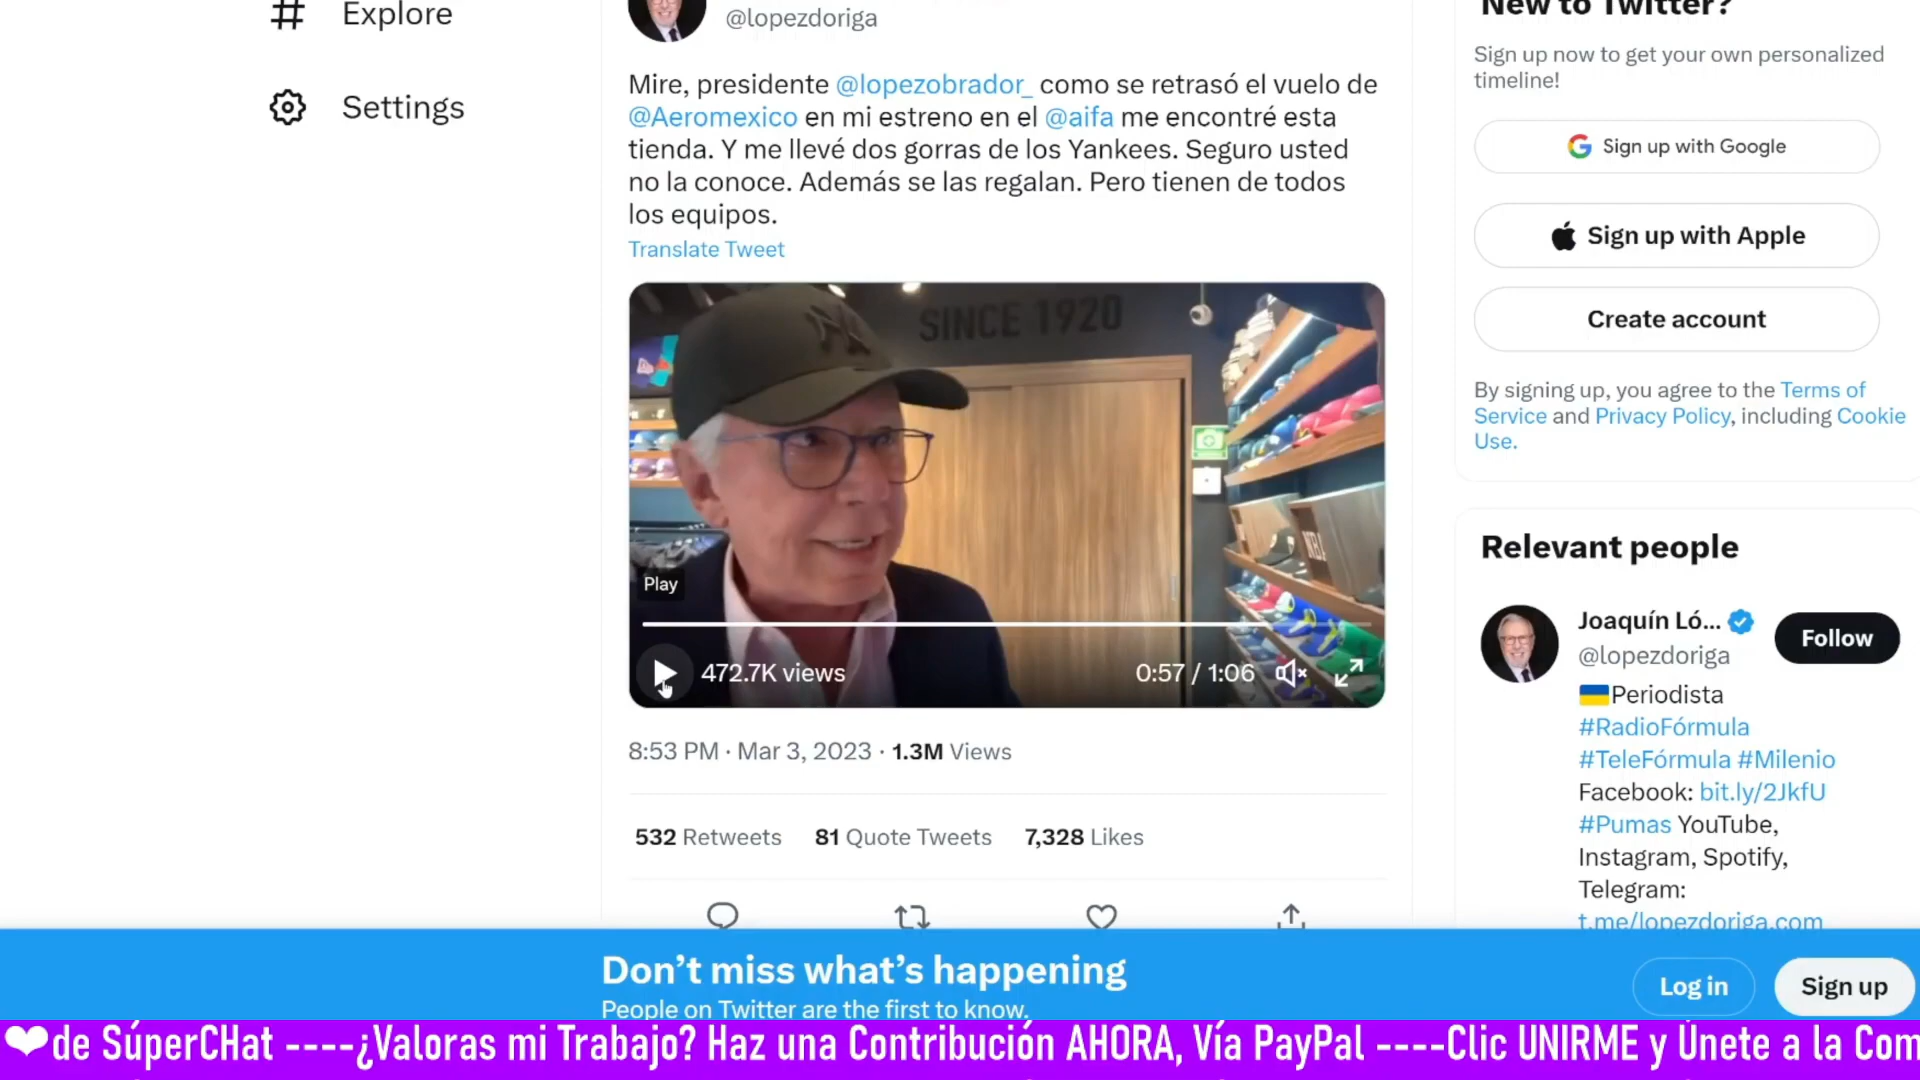 Explore
Settings
@lopezdoriga
Mire, presidente @lopezobrador_ como se retrasó el vuelo de
@Aeromexico en mi estreno en el @aifa me encontré esta
tienda. Y me llevé dos gorras de los Yankees. Seguro usted
no la conoce. Además se las regalan. Pero tienen de todos
los equipos.
Translate Tweet
SINCE 1920
NY
NBA
Play
472.7K views
0:57 / 1:06
8:53 PM · Mar 3, 2023 · 1.3M Views
532 Retweets 81 Quote Tweets 7,328 Likes
New to Twitter?
Sign up now to get your own personalized
timeline!
Sign up with Google
Sign up with Apple
Create account
By signing up, you agree to the Terms of
Service and Privacy Policy, including Cookie
Use.
Relevant people
Joaquín Ló...
@lopezdoriga
Follow
Periodista
#RadioFórmula
#TeleFórmula #Milenio
Facebook: bit.ly/2JkfU
#Pumas YouTube,
Instagram, Spotify,
Telegram:
t.me/lopezdoriga.com
Don't miss what's happening
People on Twitter are the first to know.
Log in
Sign up
❤de SúperCHat ----¿Valoras mi Trabajo? Haz una Contribución AHORA, Vía PayPal ----Clic UNIRME y Únete a la Com